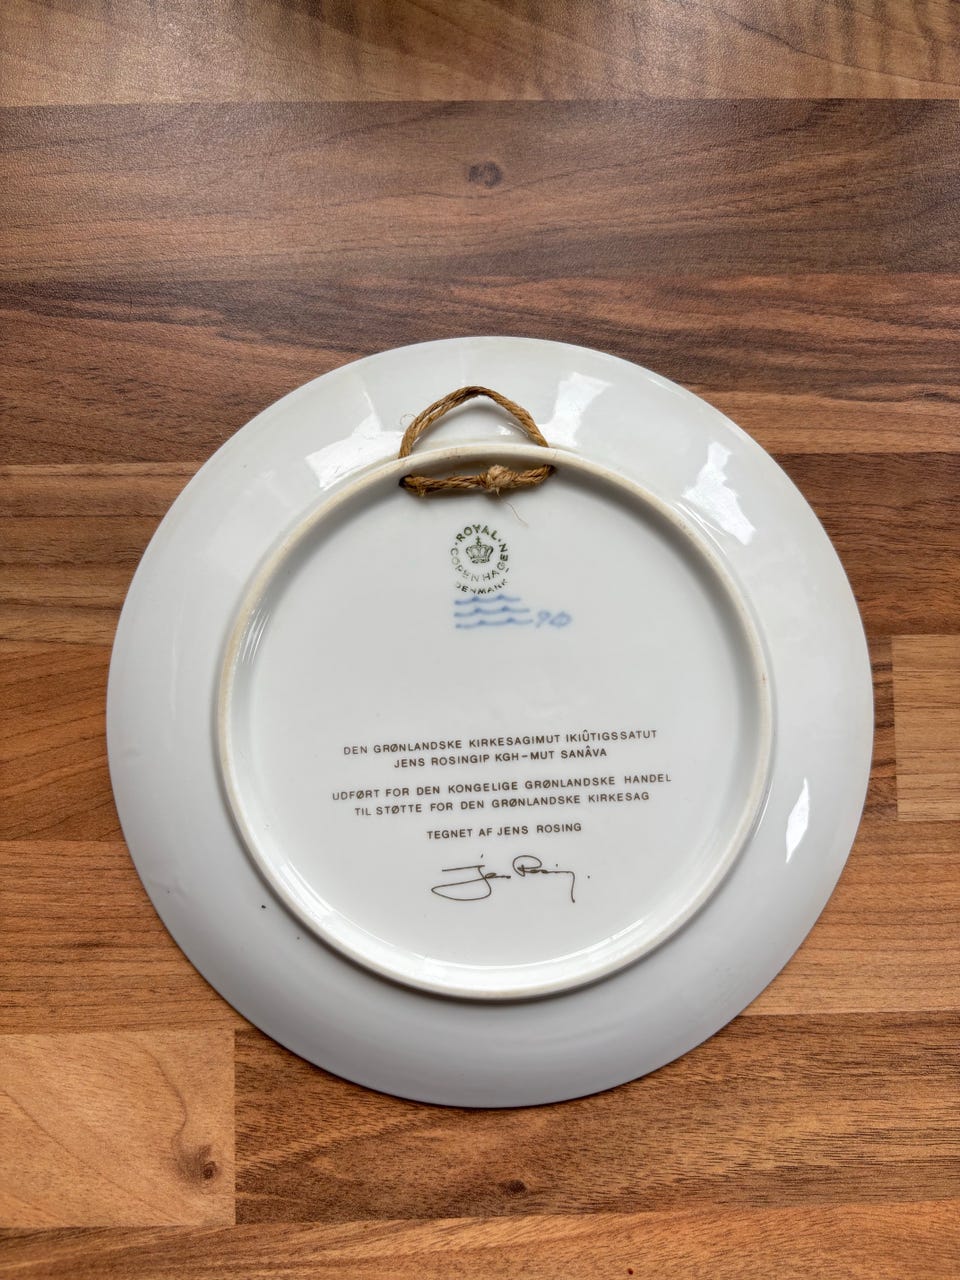 ROYAL COPENHAGEN
DENMARK
DEN GRØNLANDSKE KIRKESAGIMUT IKIÛTIGSSATUT
JENS ROSINGIP KGH-MUT SANÂVA
UDFØRT FOR DEN KONGELIGE GRØNLANDSKE HANDEL
TIL STØTTE FOR DEN GRØNLANDSKE KIRKESAG
TEGNET AF JENS ROSING
Jens Rosing.